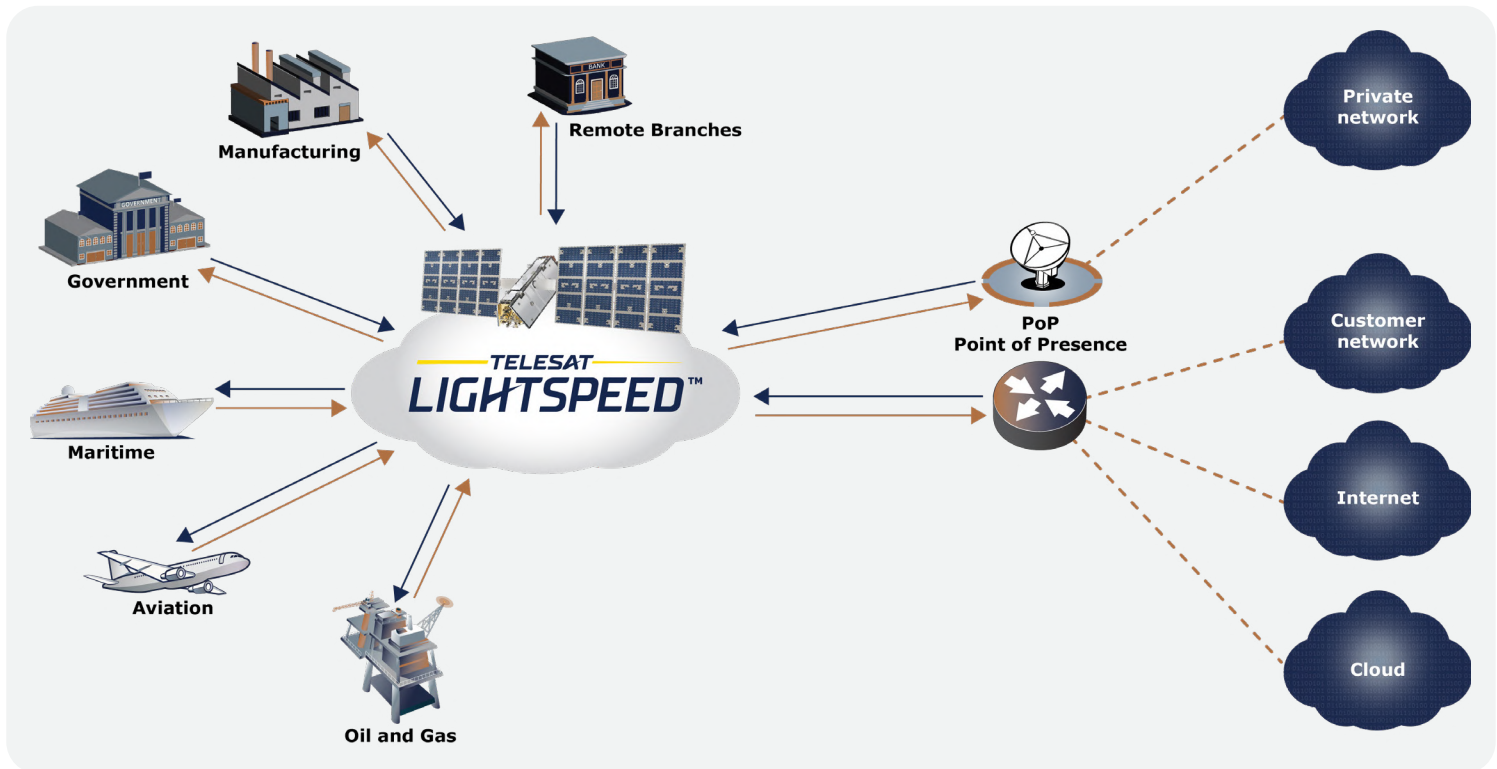 BANK
Remote Branches
Manufacturing
GOVERNMENT
Government
TELESAT
LIGHTSPEED™
Maritime
Aviation
Oil and Gas
PoP
Point of Presence
Private
network
Customer
network
Internet
Cloud